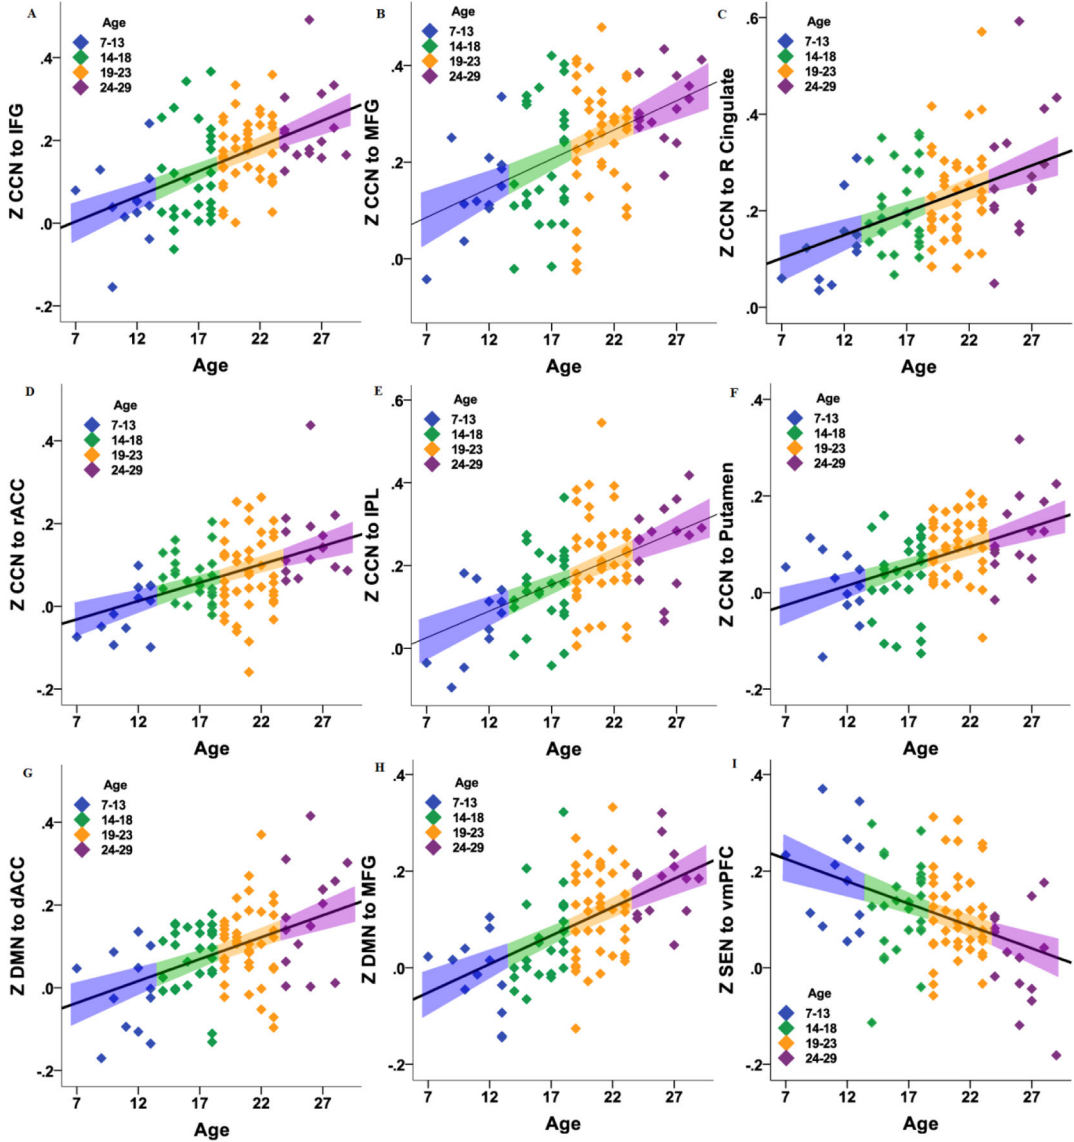 A
Age
7-13
14-18
19-23
24-29
Z CCN to IFG
.4
.2
.0
-.2
7 12 17 22 27
Age
B
Age
7-13
14-18
19-23
24-29
Z CCN to MFG
.4
.2
.0
7 12 17 22 27
Age
C
Age
7-13
14-18
19-23
24-29
Z CCN to R Cingulate
.6
.4
.2
.0
7 12 17 22 27
Age
D
Age
7-13
14-18
19-23
24-29
Z CCN to rACC
.4
.2
.0
-.2
7 12 17 22 27
Age
E
Age
7-13
14-18
19-23
24-29
Z CCN to IPL
.6
.4
.2
.0
7 12 17 22 27
Age
F
Age
7-13
14-18
19-23
24-29
Z CCN to Putamen
.4
.2
.0
-.2
7 12 17 22 27
Age
G
Age
7-13
14-18
19-23
24-29
Z DMN to dACC
.4
.2
.0
-.2
7 12 17 22 27
Age
H
Age
7-13
14-18
19-23
24-29
Z DMN to MFG
.4
.2
.0
-.2
7 12 17 22 27
Age
I
Z SEN to vmPFC
.4
.2
.0
-.2
Age
7-13
14-18
19-23
24-29
7 12 17 22 27
Age